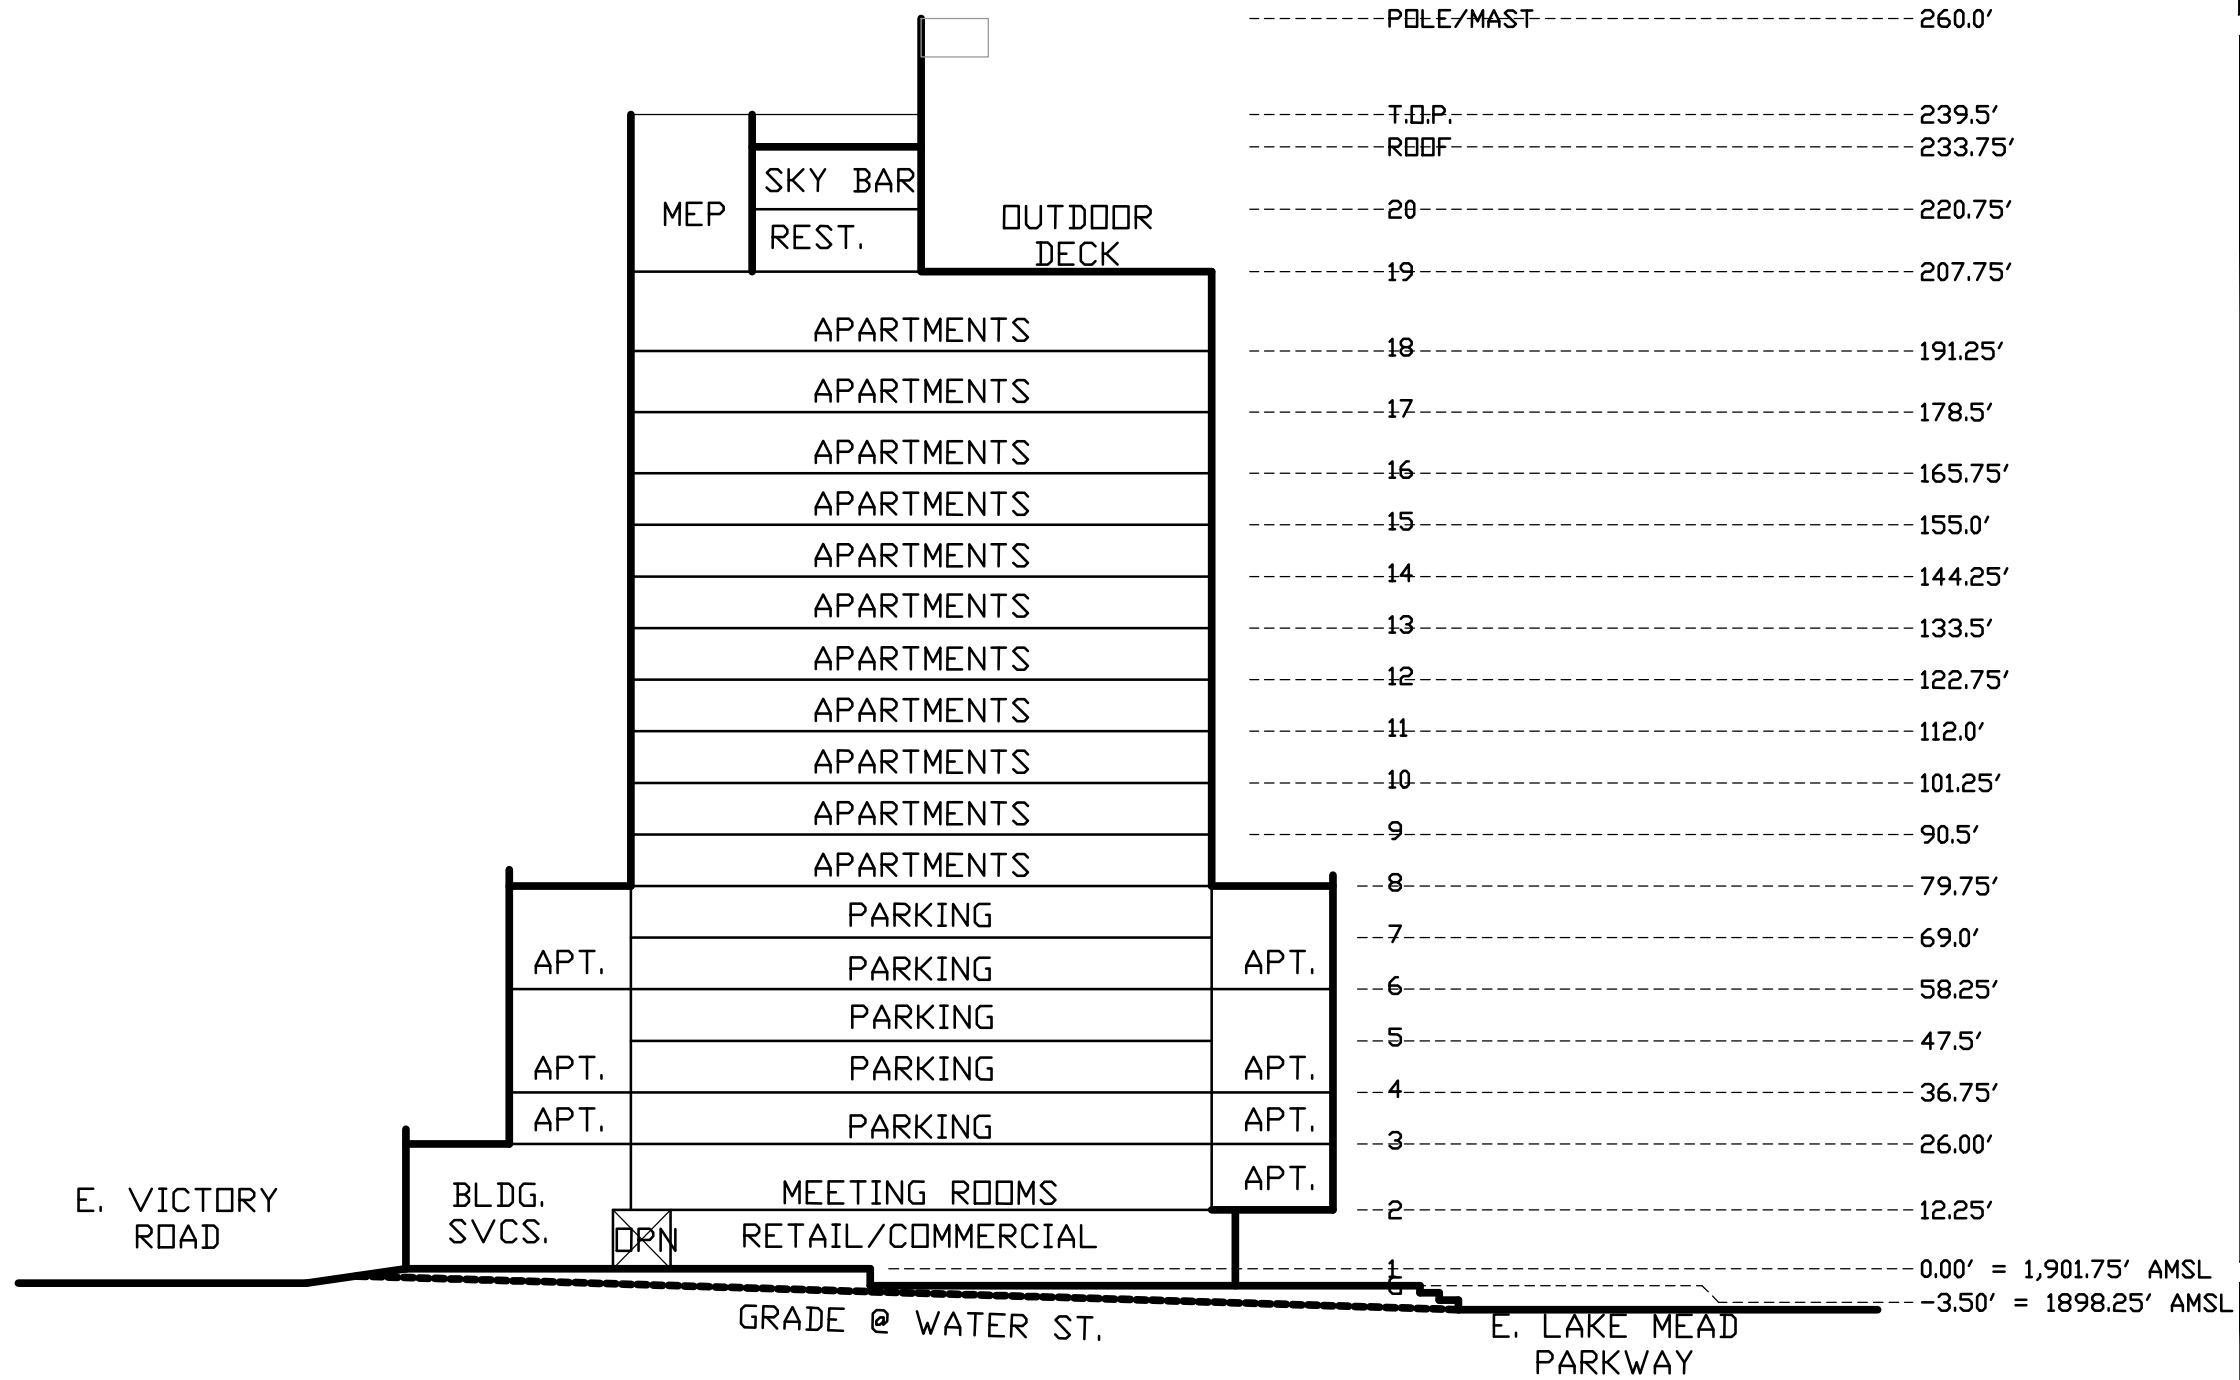 POLE/MAST 260.0′
T.O.P. 239.5′
ROOF 233.75′
SKY BAR
MEP
20 220.75′
OUTDOOR
DECK
REST.
19 207.75′
APARTMENTS
18 191.25′
APARTMENTS
17 178.5′
APARTMENTS
16 165.75′
APARTMENTS
15 155.0′
APARTMENTS
14 144.25′
APARTMENTS
13 133.5′
APARTMENTS
12 122.75′
APARTMENTS
11 112.0′
APARTMENTS
10 101.25′
APARTMENTS
9 90.5′
APARTMENTS
8 79.75′
PARKING
7 69.0′
APT. PARKING APT.
6 58.25′
PARKING
5 47.5′
APT. PARKING APT.
4 36.75′
APT. PARKING APT.
3 26.00′
APT.
E. VICTORY
ROAD
BLDG.
SVCS.
MEETING ROOMS
2 12.25′
DPN
RETAIL/COMMERCIAL
1 0.00′ = 1,901.75′ AMSL
G -3.50′ = 1898.25′ AMSL
GRADE @ WATER ST.
E. LAKE MEAD
PARKWAY